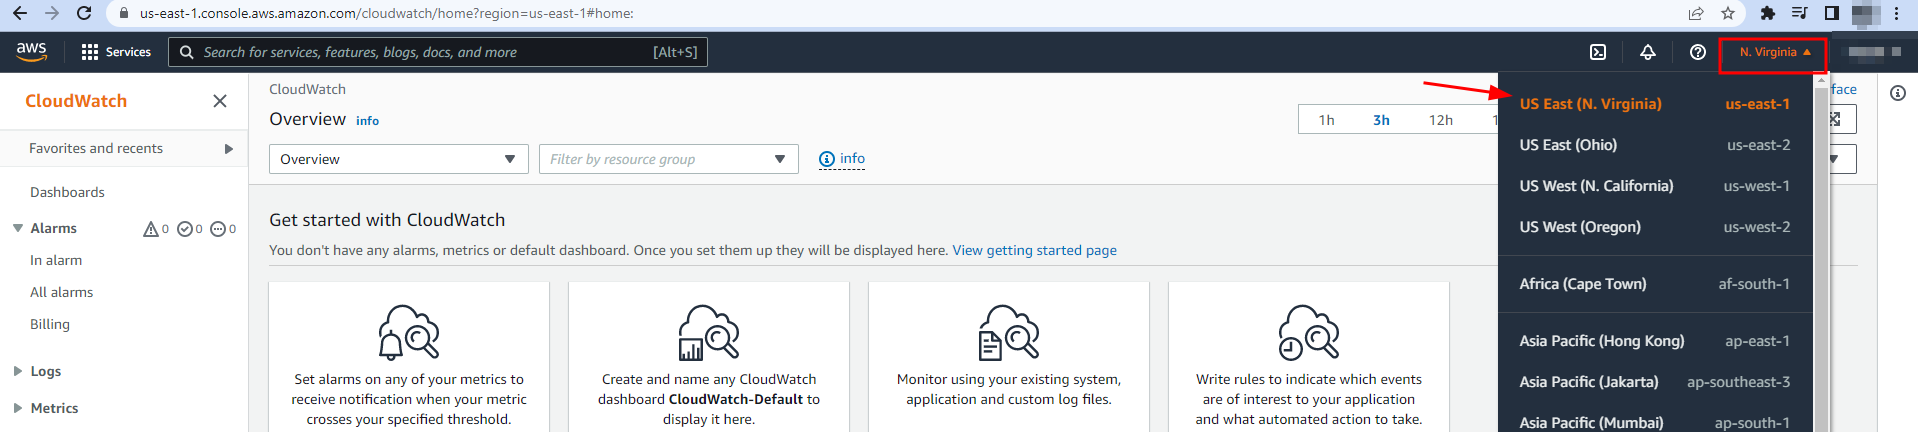 us-east-1.console.aws.amazon.com/cloudwatch/home?region=us-east-1#home:
aws
Services
Search for services, features, blogs, docs, and more [Alt+S]
N. Virginia
CloudWatch
Favorites and recents
Dashboards
Alarms 0 0 0
In alarm
All alarms
Billing
Logs
Metrics
CloudWatch
Overview info
1h 3h 12h 1
face
Overview
Filter by resource group
info
Get started with CloudWatch
You don't have any alarms, metrics or default dashboard. Once you set them up they will be displayed here. View getting started page
Set alarms on any of your metrics to
receive notification when your metric
crosses your specified threshold.
Create and name any CloudWatch
dashboard CloudWatch-Default to
display it here.
Monitor using your existing system,
application and custom log files.
Write rules to indicate which events
are of interest to your application
and what automated action to take.
US East (N. Virginia) us-east-1
US East (Ohio) us-east-2
US West (N. California) us-west-1
US West (Oregon) us-west-2
Africa (Cape Town) af-south-1
Asia Pacific (Hong Kong) ap-east-1
Asia Pacific (Jakarta) ap-southeast-3
Asia Pacific (Mumbai) ap-south-1